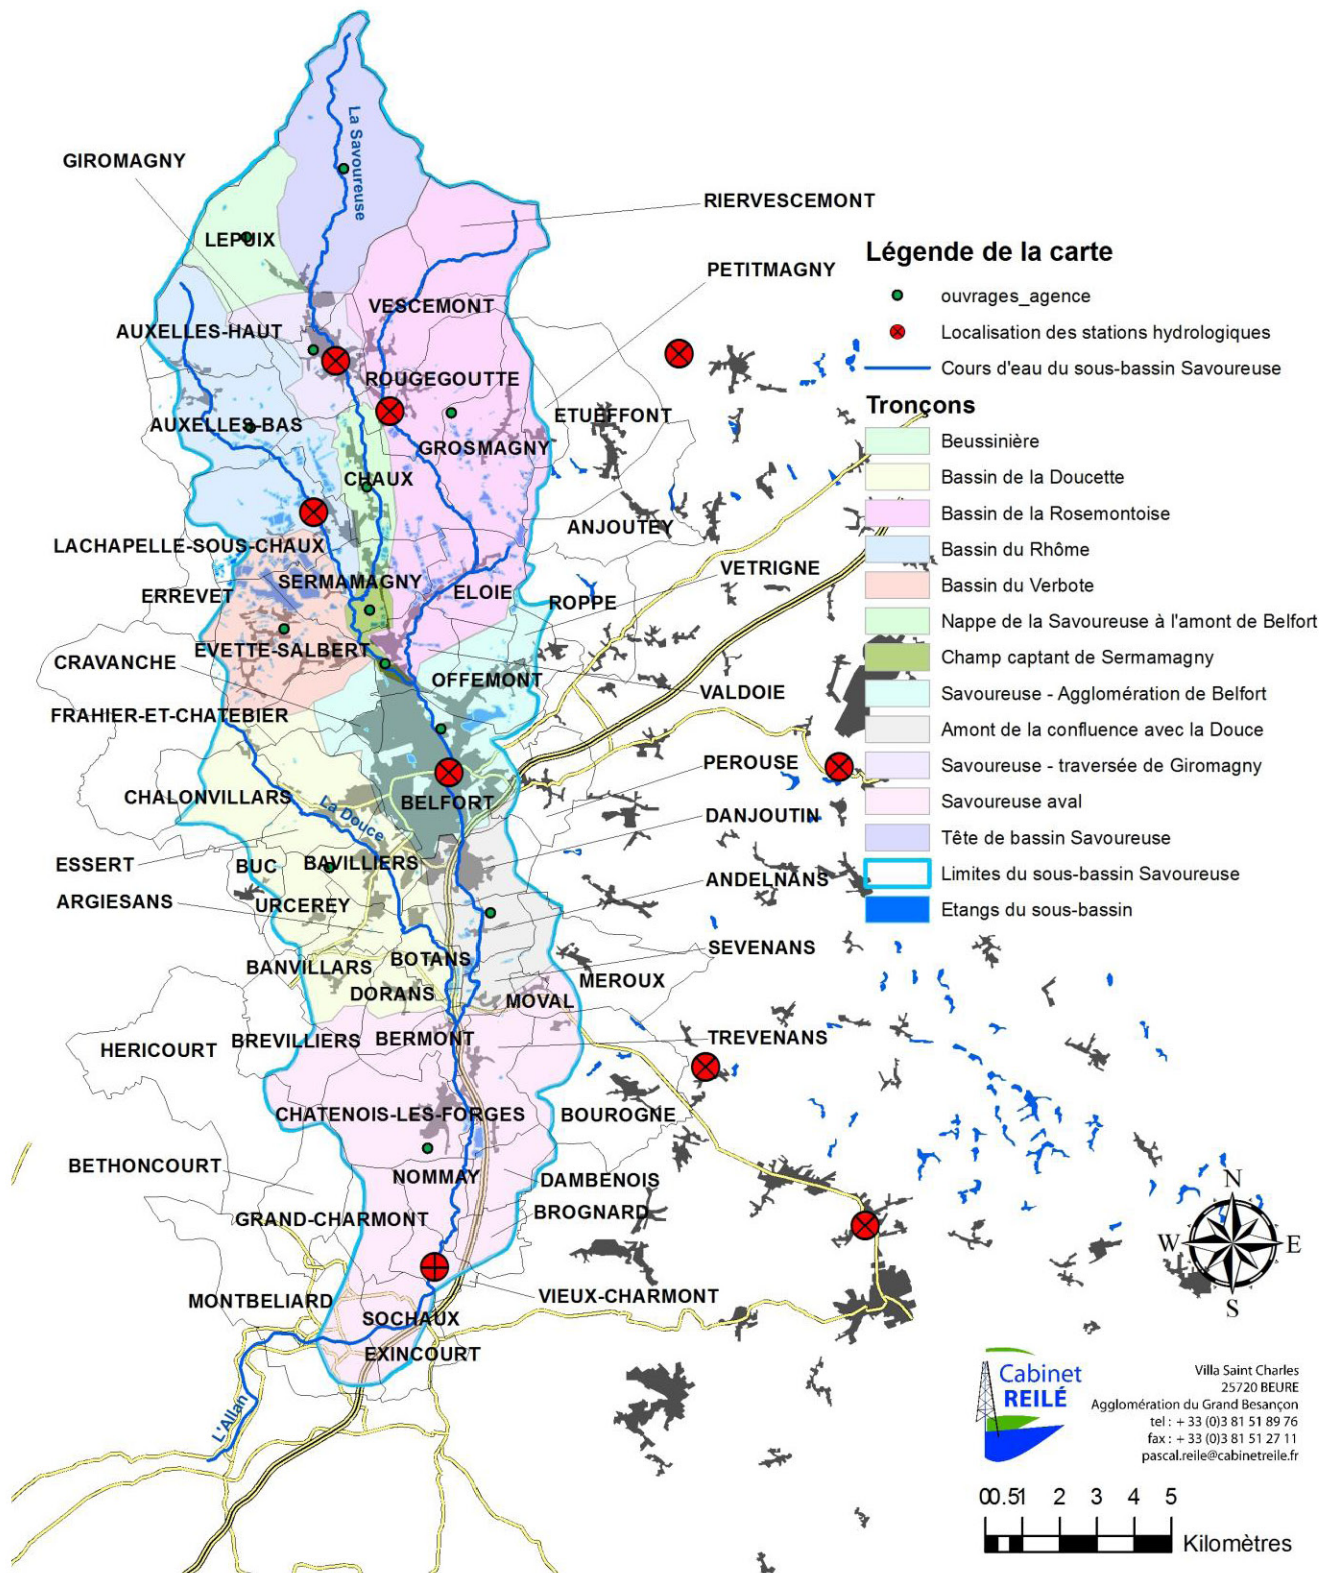 La Savoureuse
GIROMAGNY
RIERVESCEMONT
LEPUIX
PETITMAGNY
VESCEMONT
AUXELLES-HAUT
ROUGEGOUTTE
ETUEFFONT
AUXELLES-BAS
GROSMAGNY
CHAUX
ANJOUTEY
LACHAPELLE-SOUS-CHAUX
VETRIGNE
SERMAMAGNY
ERREVET
ELOIE
ROPPE
EVETTE-SALBERT
CRAVANCHE
OFFEMONT
VALDOIE
FRAHIER-ET-CHATEBIER
PEROUSE
CHALONVILLARS
La Douce
BELFORT
DANJOUTIN
ESSERT
BUC
BAVILLIERS
ANDELNANS
ARGIESANS
URCEREY
SEVENANS
BANVILLARS
BOTANS
MEROUX
DORANS
MOVAL
TREVENANS
HERICOURT
BREVILLIERS
BERMONT
CHATENOIS-LES-FORGES
BOUROGNE
BETHONCOURT
NOMMAY
DAMBENOIS
GRAND-CHARMONT
BROGNARD
MONTBELIARD
VIEUX-CHARMONT
SOCHAUX
EXINCOURT
L'Allan
Légende de la carte
ouvrages_agence
Localisation des stations hydrologiques
Cours d'eau du sous-bassin Savoureuse
Tronçons
Beussinière
Bassin de la Doucette
Bassin de la Rosemontoise
Bassin du Rhôme
Bassin du Verbote
Nappe de la Savoureuse à l'amont de Belfort
Champ captant de Sermamagny
Savoureuse - Agglomération de Belfort
Amont de la confluence avec la Douce
Savoureuse - traversée de Giromagny
Savoureuse aval
Tête de bassin Savoureuse
Limites du sous-bassin Savoureuse
Etangs du sous-bassin
N
W E
S
Cabinet
REILÉ
Villa Saint Charles
25720 BEURE
Agglomération du Grand Besançon
tel : + 33 (0)3 81 51 89 76
fax : + 33 (0)3 81 51 27 11
pascal.reile@cabinetreile.fr
00.51 2 3 4 5
Kilomètres